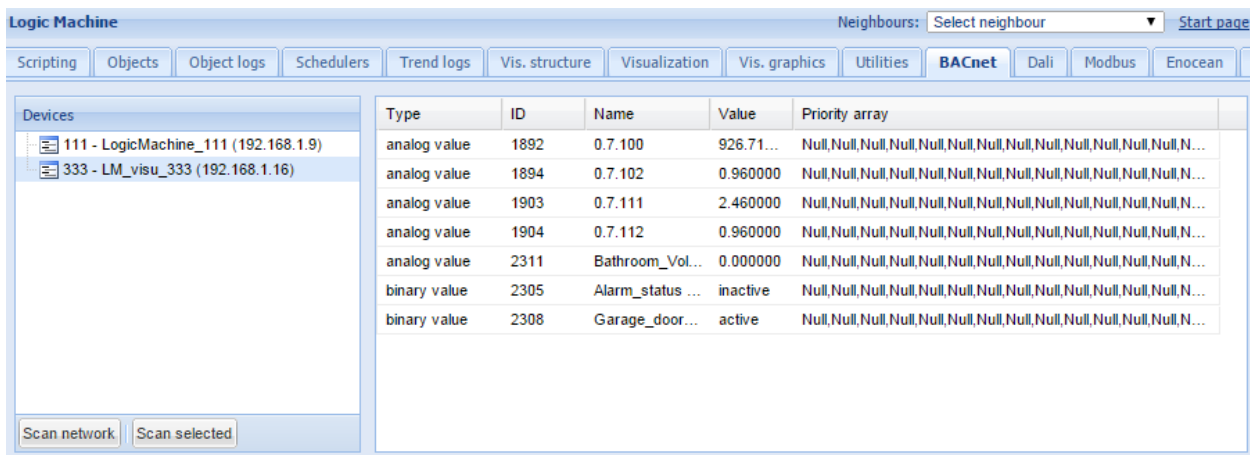 Logic Machine Neighbours: Select neighbour Start page
Scripting Objects Object logs Schedulers Trend logs Vis. structure Visualization Vis. graphics Utilities BACnet Dali Modbus Enocean
Devices
111 - LogicMachine_111 (192.168.1.9)
333 - LM_visu_333 (192.168.1.16)
Scan network Scan selected
Type ID Name Value Priority array
analog value 1892 0.7.100 926.71... Null,Null,Null,Null,Null,Null,Null,Null,Null,Null,Null,Null,Null,N...
analog value 1894 0.7.102 0.960000 Null,Null,Null,Null,Null,Null,Null,Null,Null,Null,Null,Null,Null,N...
analog value 1903 0.7.111 2.460000 Null,Null,Null,Null,Null,Null,Null,Null,Null,Null,Null,Null,Null,N...
analog value 1904 0.7.112 0.960000 Null,Null,Null,Null,Null,Null,Null,Null,Null,Null,Null,Null,Null,N...
analog value 2311 Bathroom_Vol... 0.000000 Null,Null,Null,Null,Null,Null,Null,Null,Null,Null,Null,Null,Null,N...
binary value 2305 Alarm_status ... inactive Null,Null,Null,Null,Null,Null,Null,Null,Null,Null,Null,Null,Null,N...
binary value 2308 Garage_door... active Null,Null,Null,Null,Null,Null,Null,Null,Null,Null,Null,Null,Null,N...